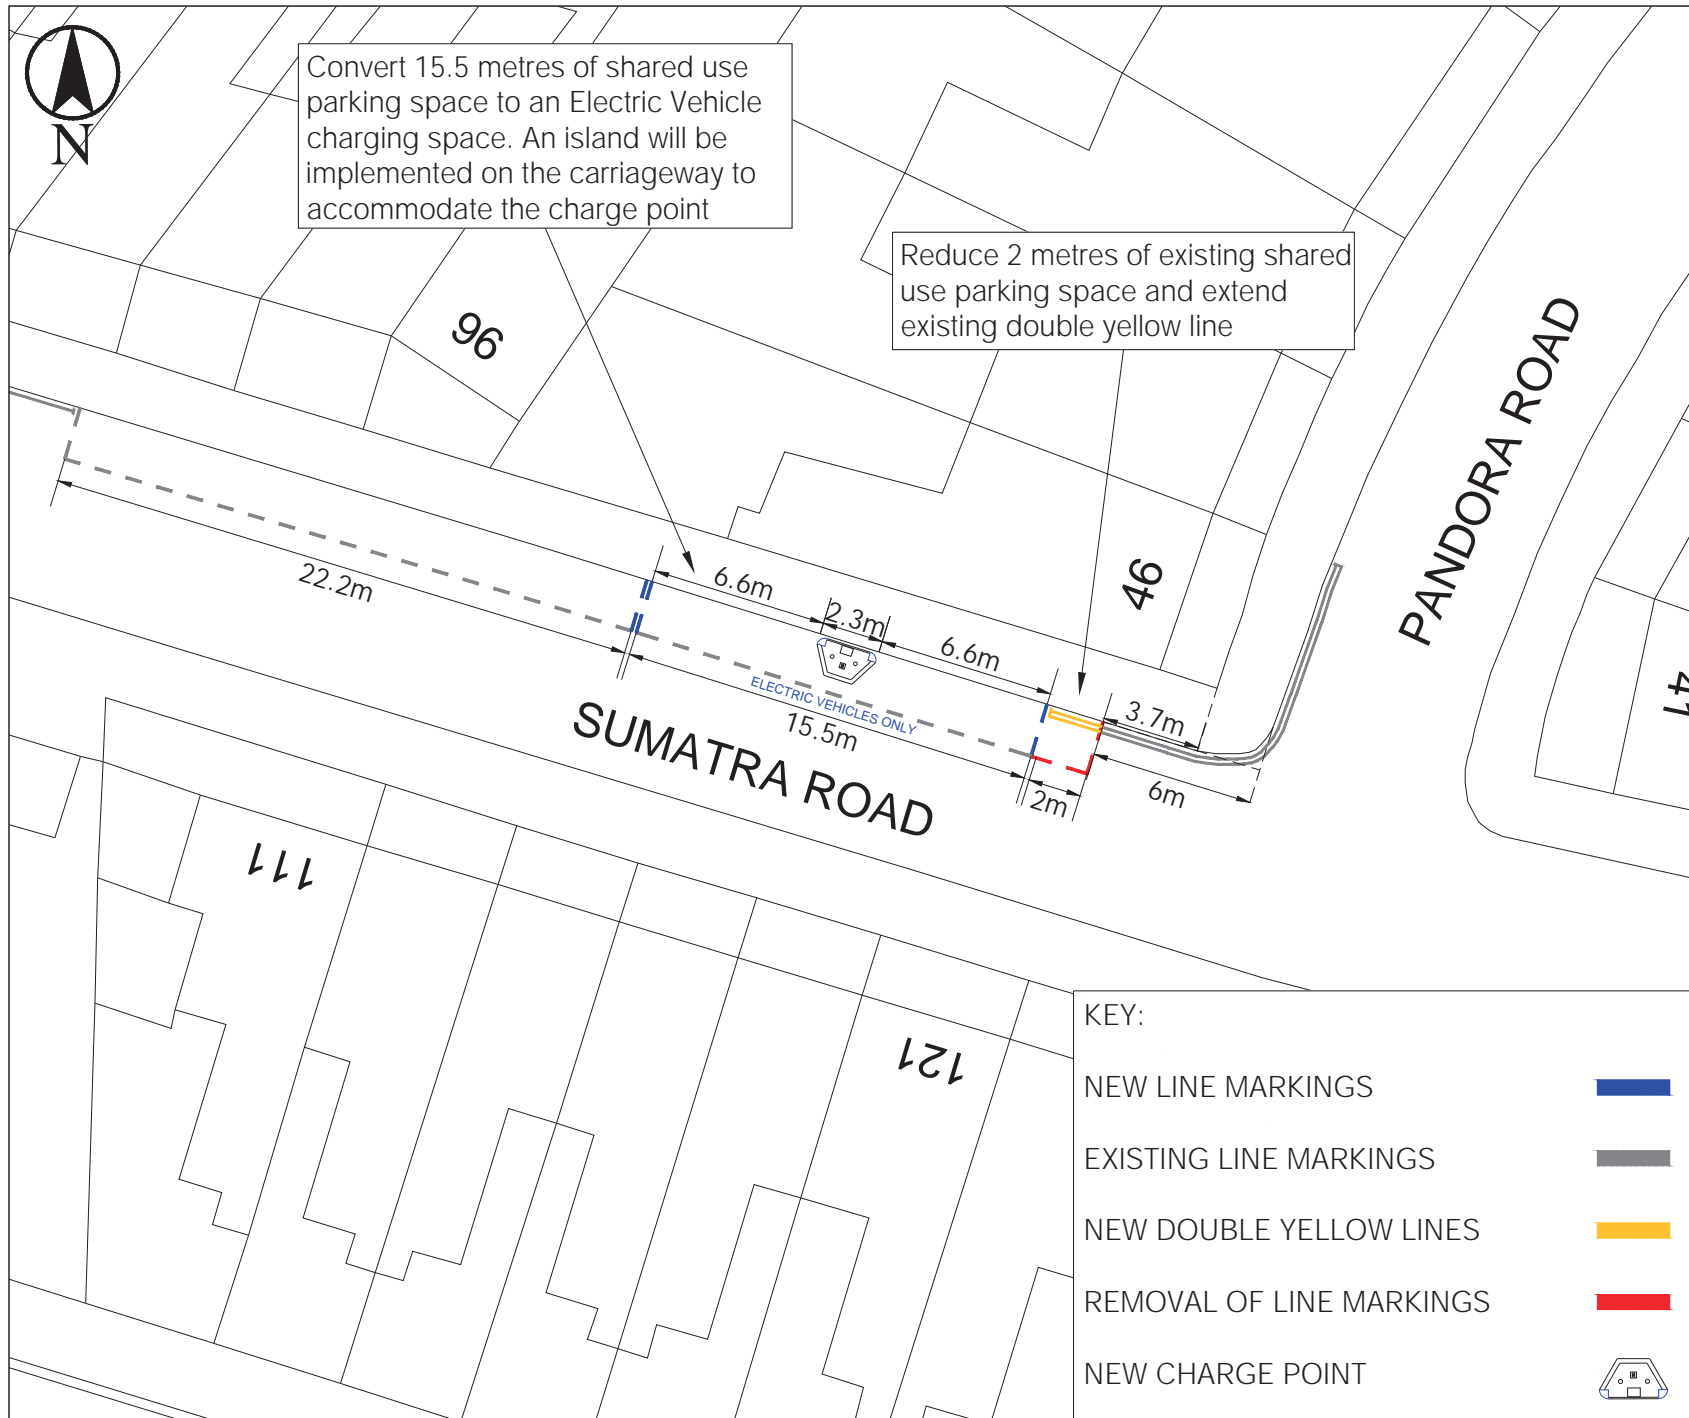 Convert 15.5 metres of shared use
parking space to an Electric Vehicle
charging space. An island will be
implemented on the carriageway to
accommodate the charge point
N
Reduce 2 metres of existing shared
use parking space and extend
existing double yellow line
96
PANDORA ROAD
46
41
22.2m
6.6m
2.3m
6.6m
ELECTRIC VEHICLES ONLY
15.5m
3.7m
2m
6m
SUMATRA ROAD
111
121
KEY:
NEW LINE MARKINGS
EXISTING LINE MARKINGS
NEW DOUBLE YELLOW LINES
REMOVAL OF LINE MARKINGS
NEW CHARGE POINT